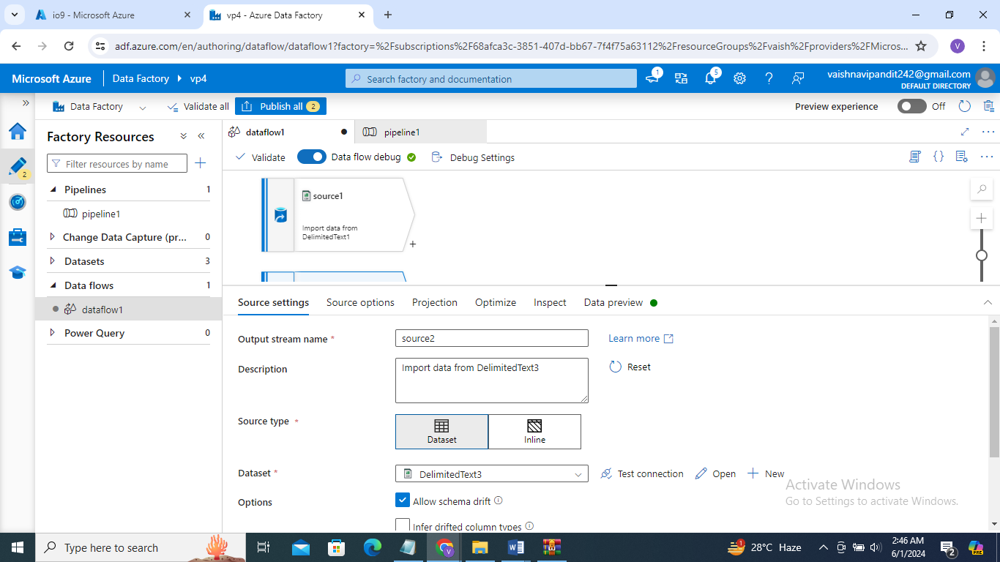 io9 - Microsoft Azure
vp4 - Azure Data Factory
adf.azure.com/en/authoring/dataflow/dataflow1?factory=%2Fsubscriptions%2F68afca3c-3851-407d-bb67-7f4f75a63112%2FresourceGroups%2Fvaish%2Fproviders%2FMicros...
V
Microsoft Azure
Data Factory
vp4
Search factory and documentation
1
5
vaishnavipandit242@gmail.com
DEFAULT DIRECTORY
Data Factory
Validate all
Publish all
2
Preview experience
Off
Factory Resources
dataflow1
pipeline1
Filter resources by name
Validate
Data flow debug
Debug Settings
2
Pipelines 1
pipeline1
Change Data Capture (pr... 0
Datasets 3
Data flows 1
dataflow1
Power Query 0
source1
Import data from
DelimitedText1
Source settings
Source options
Projection
Optimize
Inspect
Data preview
Output stream name *
source2
Learn more
Description
Import data from DelimitedText3
Reset
Source type *
Dataset
Inline
Dataset *
DelimitedText3
Test connection
Open
New
Options
Allow schema drift
Infer drifted column types
Activate Windows
Go to Settings to activate Windows.
Type here to search
V
1
28°C Haze
2:46 AM
6/1/2024
2
PRE